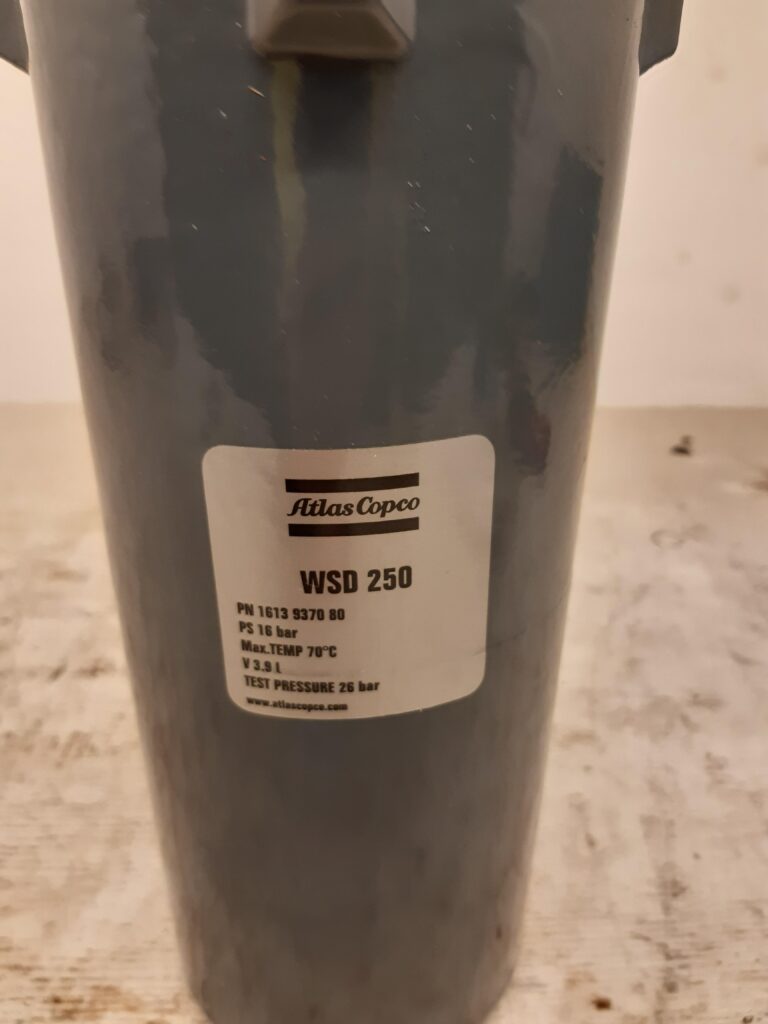 Atlas Copco
WSD 250
PN 1613 9370 80
PS 16 bar
Max.TEMP 70°C
V 3.9 L
TEST PRESSURE 26 bar
www.atlascopco.com